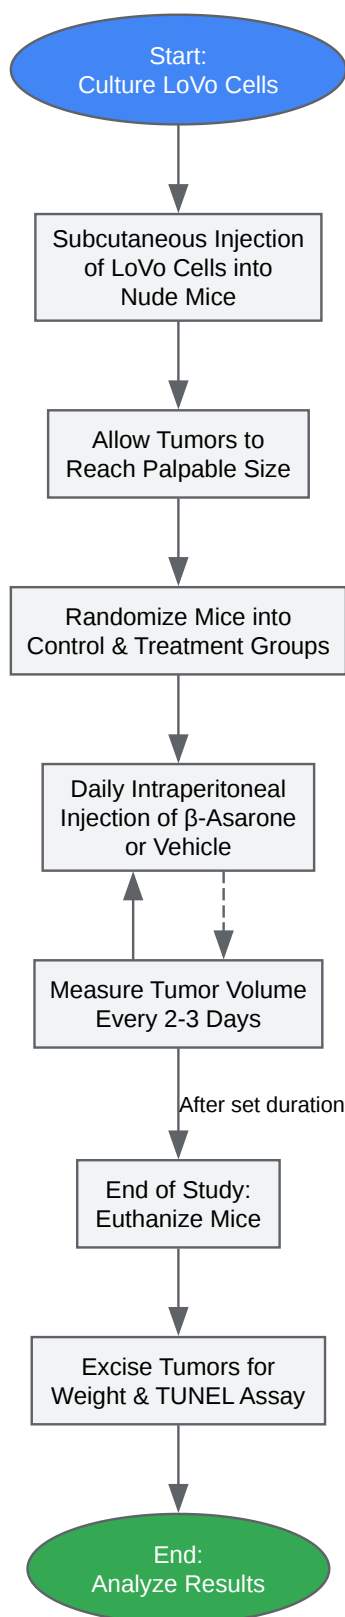 Start:
Culture LoVo Cells
Subcutaneous Injection
of LoVo Cells into
Nude Mice
Allow Tumors to
Reach Palpable Size
Randomize Mice into
Control & Treatment Groups
Daily Intraperitoneal
Injection of β-Asarone
or Vehicle
Measure Tumor Volume
Every 2-3 Days
After set duration
End of Study:
Euthanize Mice
Excise Tumors for
Weight & TUNEL Assay
End:
Analyze Results